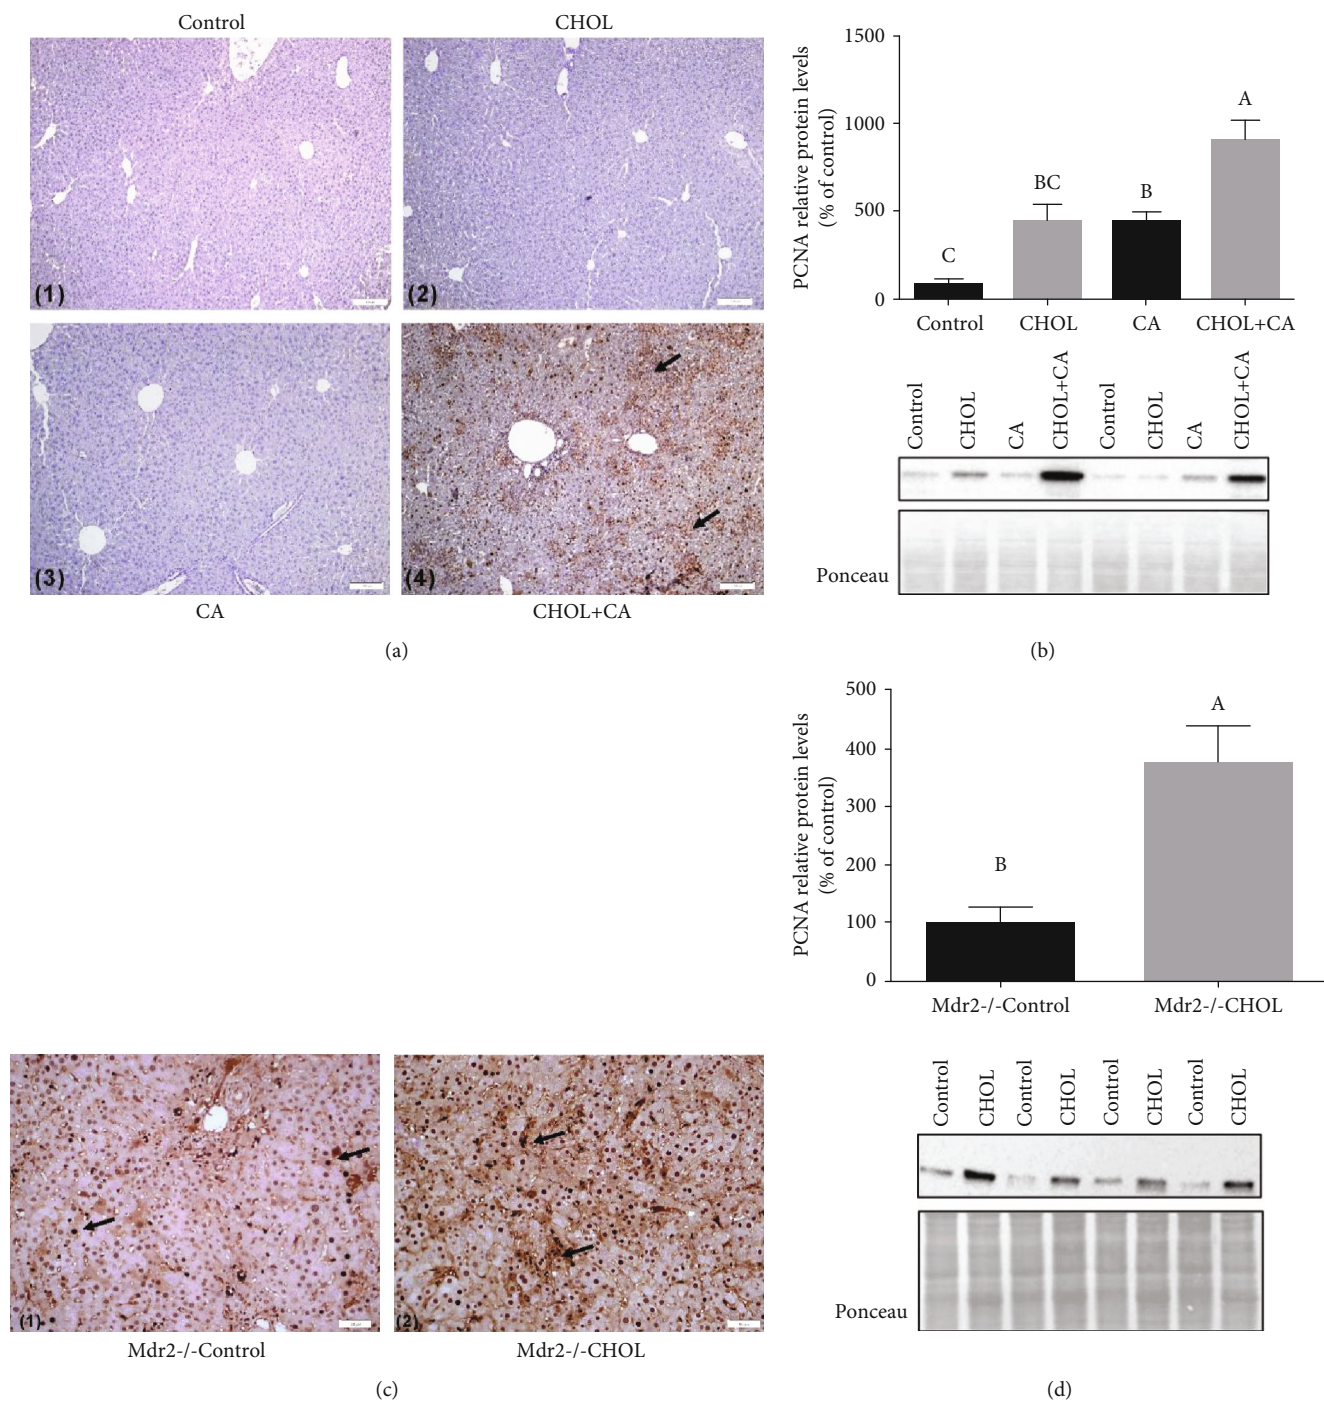 Control
CHOL
(1)
(2)
(3)
(4)
CA
CHOL+CA
(a)
PCNA relative protein levels
(% of control)
1500
1000
500
0
C
BC
B
A
Control
CHOL
CA
CHOL+CA
Control
CHOL
CA
CHOL+CA
Control
CHOL
CA
CHOL+CA
Ponceau
(b)
(1)
(2)
Mdr2-/-Control
Mdr2-/-CHOL
(c)
PCNA relative protein levels
(% of control)
500
400
300
200
100
0
B
A
Mdr2-/-Control
Mdr2-/-CHOL
Control
CHOL
Control
CHOL
Control
CHOL
Control
CHOL
Ponceau
(d)